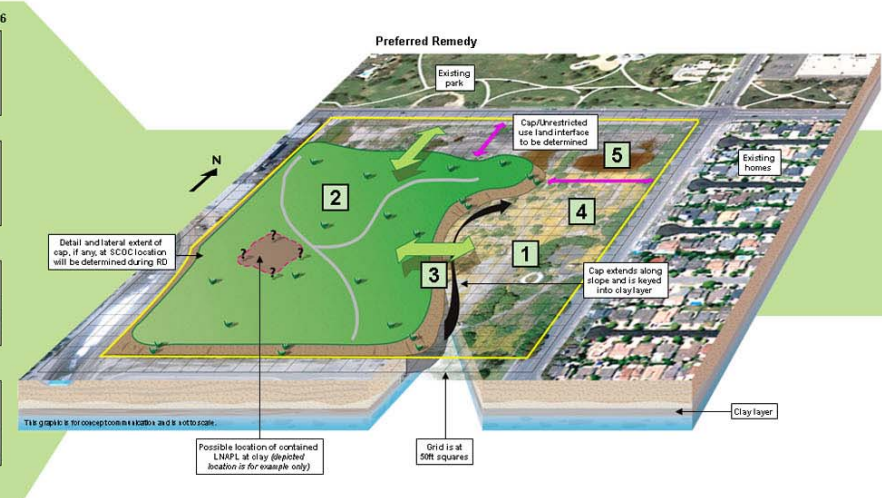 6
Preferred Remedy
Existing
park
Cap/Unrestricted
use land interface
to be determined
5
Existing
homes
N
2
4
Detail and lateral extent of
cap, if any, at SCOC location
will be determined during RD
?
?
?
?
1
3
Cap extends along
slope and is keyed
into clay layer
Clay layer
This graphic is for concept communication and is not to scale.
Possible location of contained
LNAPL at clay (depicted
location is for example only)
Grid is at
50ft squares